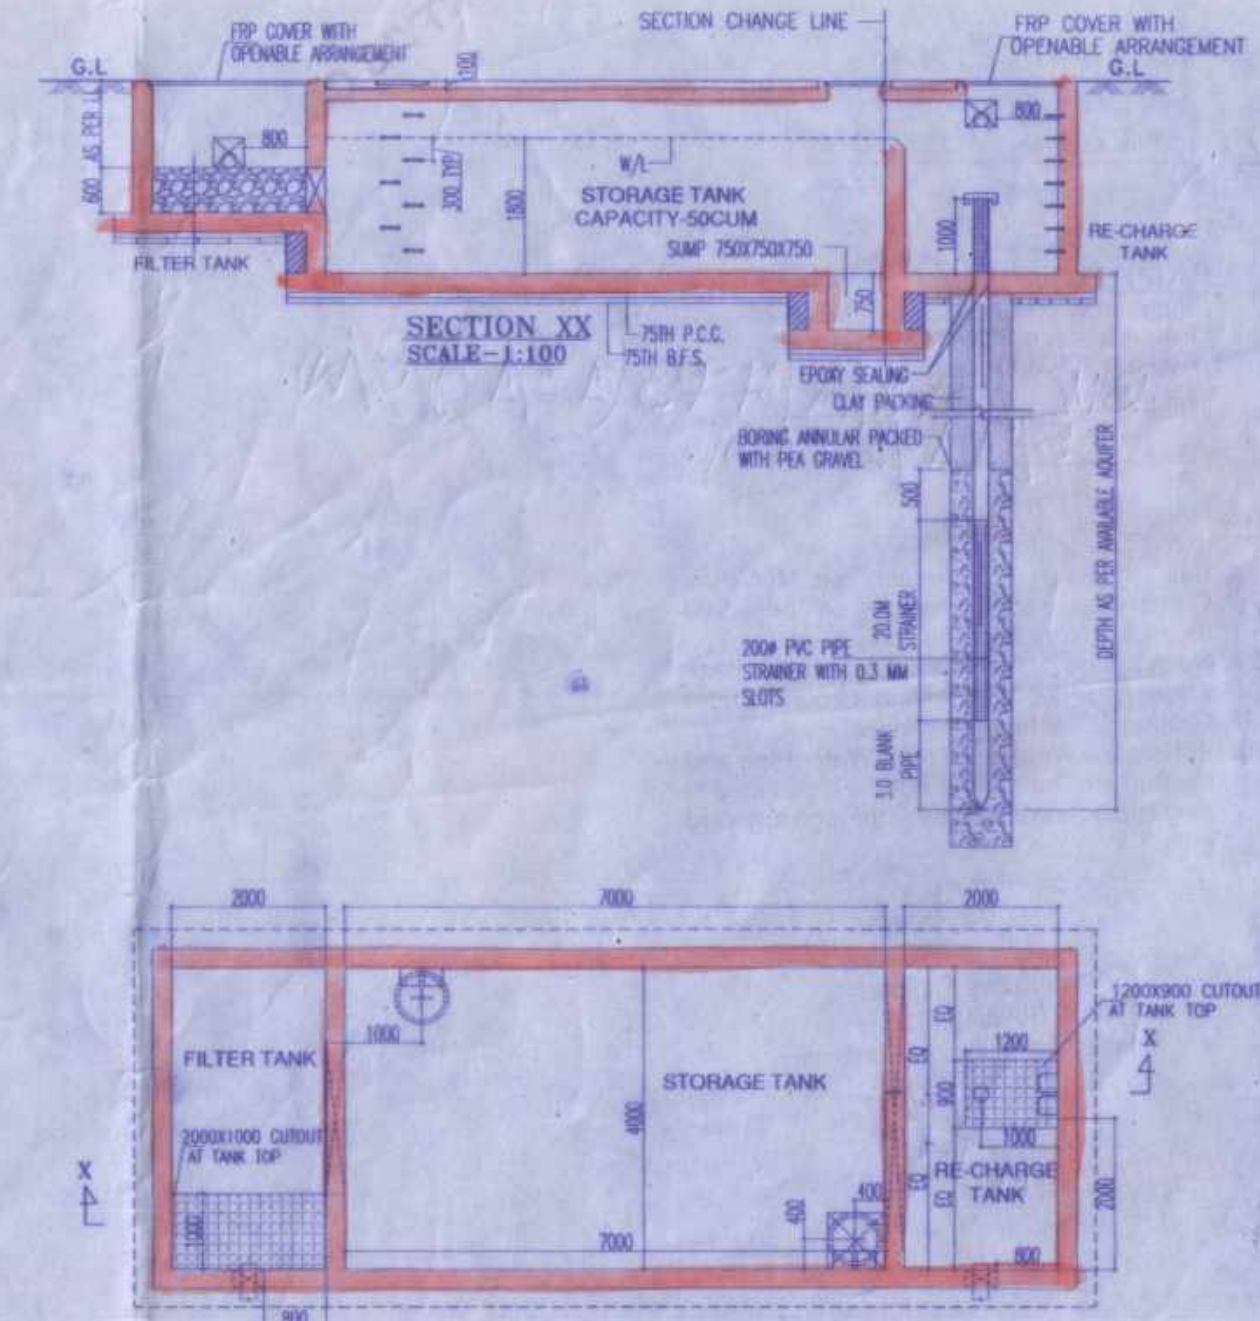 SECTION CHANGE LINE
FRP COVER WITH
OPENABLE ARRANGEMENT
FRP COVER WITH
OPENABLE ARRANGEMENT
G.L
G.L
100
600
AS PER I.L
800
800
300 TYP
1800
W/L
STORAGE TANK
CAPACITY-50CUM
SUMP 750X750X750
1000
RE-CHARGE
TANK
FILTER TANK
750
SECTION XX
SCALE-1:100
75TH P.C.C.
75TH B.F.S.
EPOXY SEALING
CLAY PACKING
BORING ANNULAR PACKED
WITH PEA GRAVEL
500
DEPTH AS PER AVAILABLE AQUIFER
20.0M
STRAINER
200ø PVC PIPE
STRAINER WITH 0.3 MM
SLOTS
3.0 BLANK
PIPE
2000
7000
2000
1200X900 CUTOUT
AT TANK TOP
X
1000
EQ
EQ
1200
FILTER TANK
STORAGE TANK
900
4000
1000
2000X1000 CUTOUT
AT TANK TOP
RE-CHARGE
TANK
X
EQ
EQ
400
400
2000
1000
7000
800